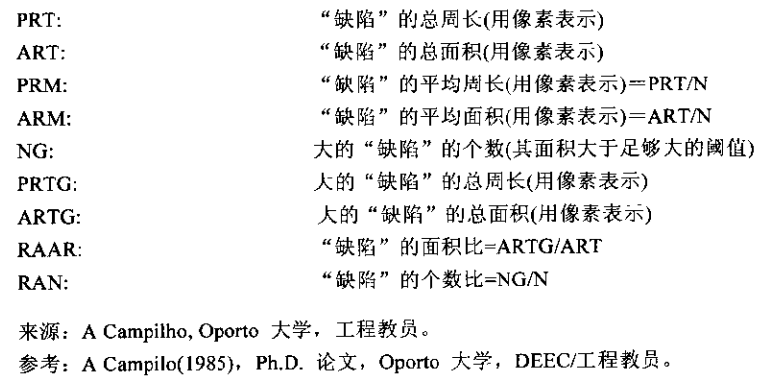 PRT: “缺陷”的总周长(用像素表示)
ART: “缺陷”的总面积(用像素表示)
PRM: “缺陷”的平均周长(用像素表示)=PRT/N
ARM: “缺陷”的平均面积(用像素表示)=ART/N
NG: 大的“缺陷”的个数(其面积大于足够大的阈值)
PRTG: 大的“缺陷”的总周长(用像素表示)
ARTG: 大的“缺陷”的总面积(用像素表示)
RAAR: “缺陷”的面积比=ARTG/ART
RAN: “缺陷”的个数比=NG/N
来源：A Campilho, Oporto 大学，工程教员。
参考：A Campilo(1985)，Ph.D. 论文，Oporto 大学，DEEC/工程教员。